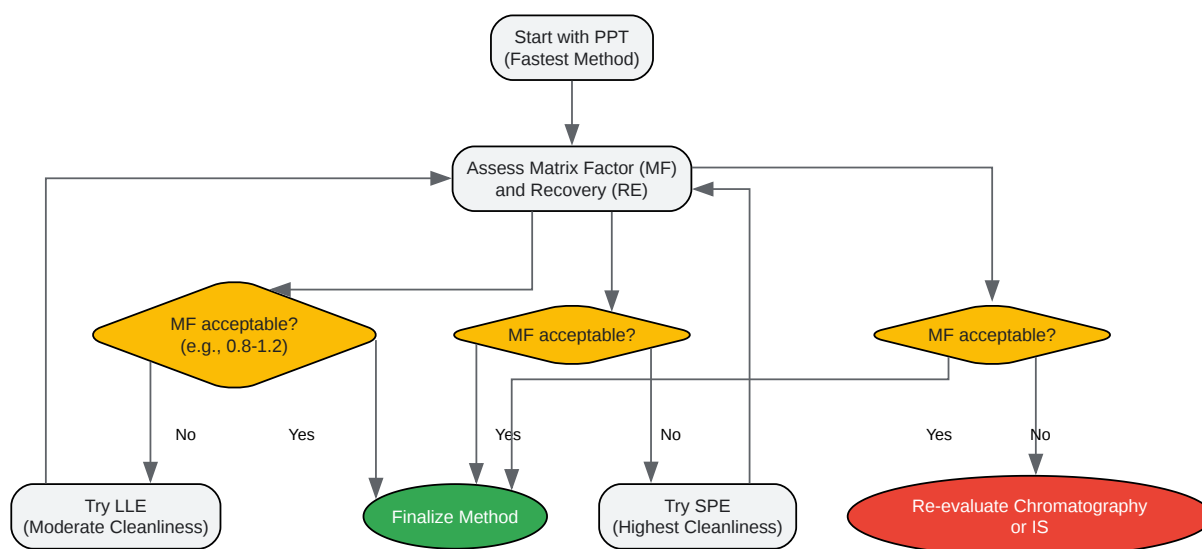 Start with PPT
(Fastest Method)
Assess Matrix Factor (MF)
and Recovery (RE)
MF acceptable?
(e.g., 0.8-1.2)
MF acceptable?
MF acceptable?
No
Yes
Yes
No
Yes
No
Try LLE
(Moderate Cleanliness)
Finalize Method
Try SPE
(Highest Cleanliness)
Re-evaluate Chromatography
or IS